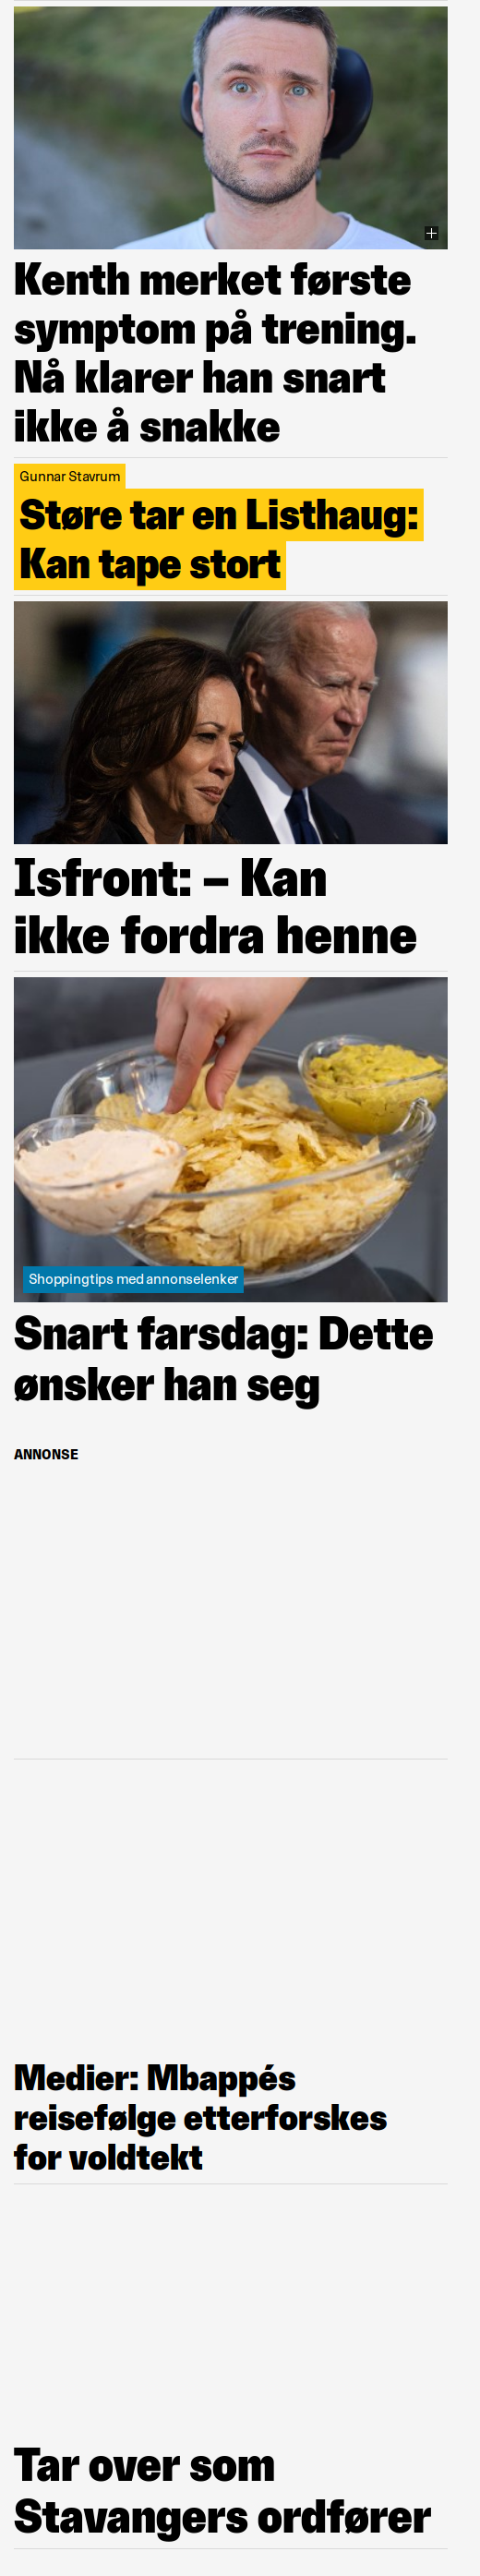 Kenth merket første
symptom på trening.
Nå klarer han snart
ikke å snakke
Gunnar Stavrum
Støre tar en Listhaug:
Kan tape stort
Isfront: – Kan
ikke fordra henne
Shoppingtips med annonselenker
Snart farsdag: Dette
ønsker han seg
ANNONSE
Medier: Mbappés
reisefølge etterforskes
for voldtekt
Tar over som
Stavangers ordfører